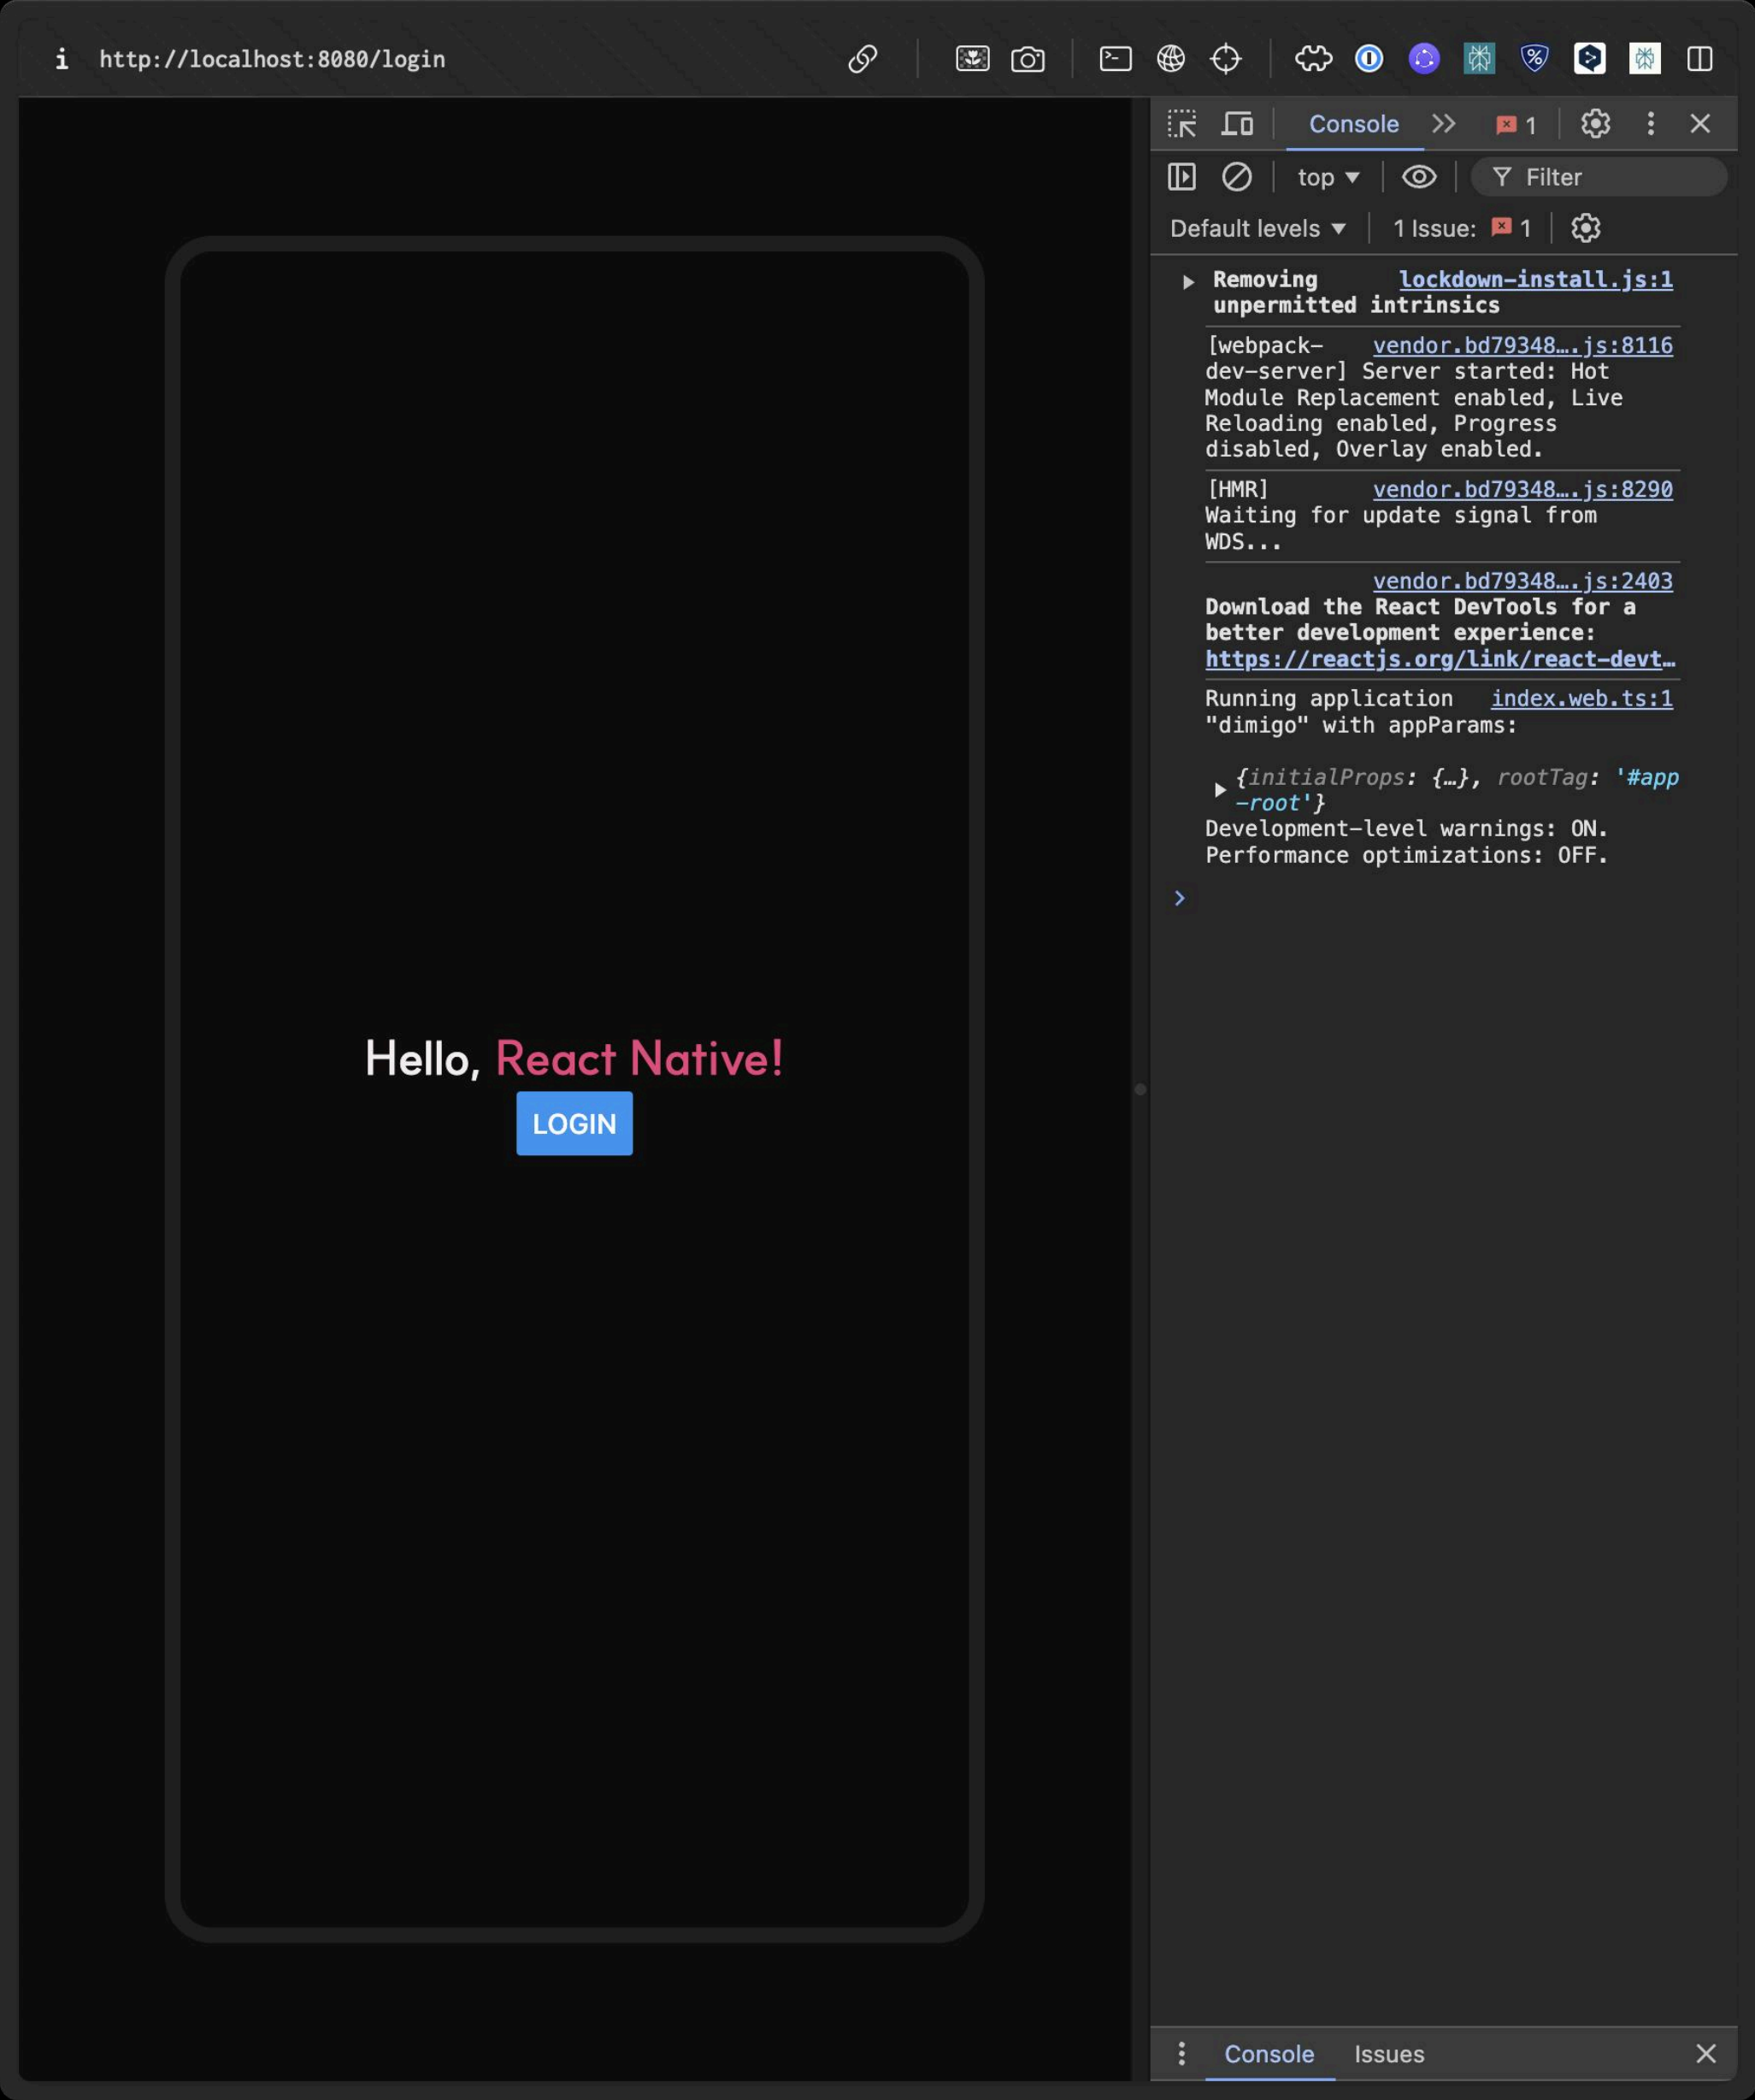 http://localhost:8080/login
Console
1
top
Filter
Default levels
1 Issue:
1
Removing lockdown-install.js:1
unpermitted intrinsics
[webpack- vendor.bd79348….js:8116
dev-server] Server started: Hot
Module Replacement enabled, Live
Reloading enabled, Progress
disabled, Overlay enabled.
[HMR] vendor.bd79348….js:8290
Waiting for update signal from
WDS...
vendor.bd79348….js:2403
Download the React DevTools for a
better development experience:
https://reactjs.org/link/react-devt…
Running application index.web.ts:1
"dimigo" with appParams:
{initialProps: {…}, rootTag: '#app
-root'}
Development-level warnings: ON.
Performance optimizations: OFF.
Hello, React Native!
LOGIN
Console
Issues